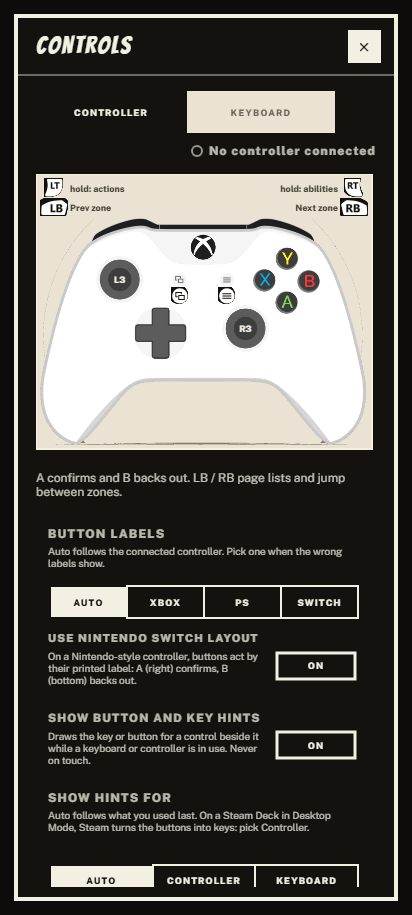 CONTROLS
×
CONTROLLER
KEYBOARD
No controller connected
LT hold: actions
hold: abilities RT
LB Prev zone
Next zone RB
Y
L3
X
B
A
R3
A confirms and B backs out. LB / RB page lists and jump
between zones.
BUTTON LABELS
Auto follows the connected controller. Pick one when the wrong
labels show.
AUTO
XBOX
PS
SWITCH
USE NINTENDO SWITCH LAYOUT
On a Nintendo-style controller, buttons act by
their printed label: A (right) confirms, B
(bottom) backs out.
ON
SHOW BUTTON AND KEY HINTS
Draws the key or button for a control beside it
while a keyboard or controller is in use. Never
on touch.
ON
SHOW HINTS FOR
Auto follows what you used last. On a Steam Deck in Desktop
Mode, Steam turns the buttons into keys: pick Controller.
AUTO
CONTROLLER
KEYBOARD